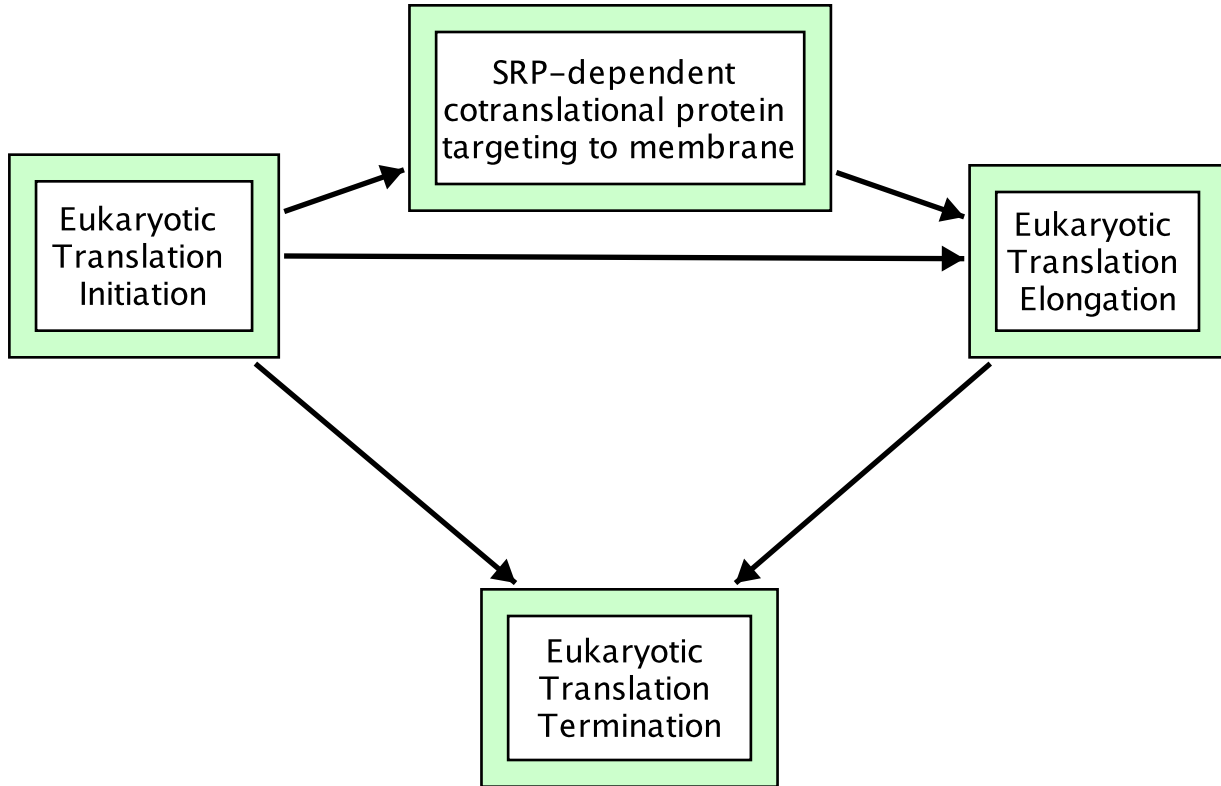 SRP-dependent
cotranslational protein
targeting to membrane
Eukaryotic
Translation
Initiation
Eukaryotic
Translation
Elongation
Eukaryotic
Translation
Termination